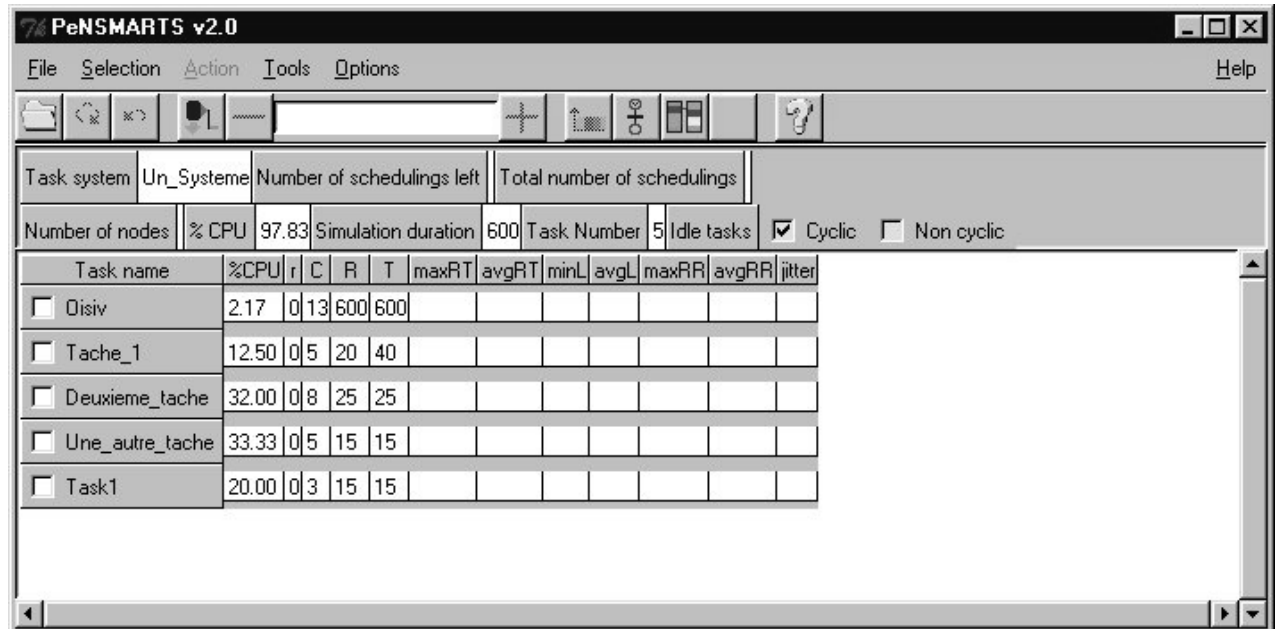 PeNSMARTS v2.0
File Selection Action Tools Options Help
Task system Un_Systeme Number of schedulings left Total number of schedulings
Number of nodes % CPU 97.83 Simulation duration 600 Task Number 5 Idle tasks Cyclic Non cyclic
Task name %CPU r C R T maxRT avgRT minL avgL maxRR avgRR jitter
Oisiv 2.17 0 13 600 600
Tache_1 12.50 0 5 20 40
Deuxieme_tache 32.00 0 8 25 25
Une_autre_tache 33.33 0 5 15 15
Task1 20.00 0 3 15 15